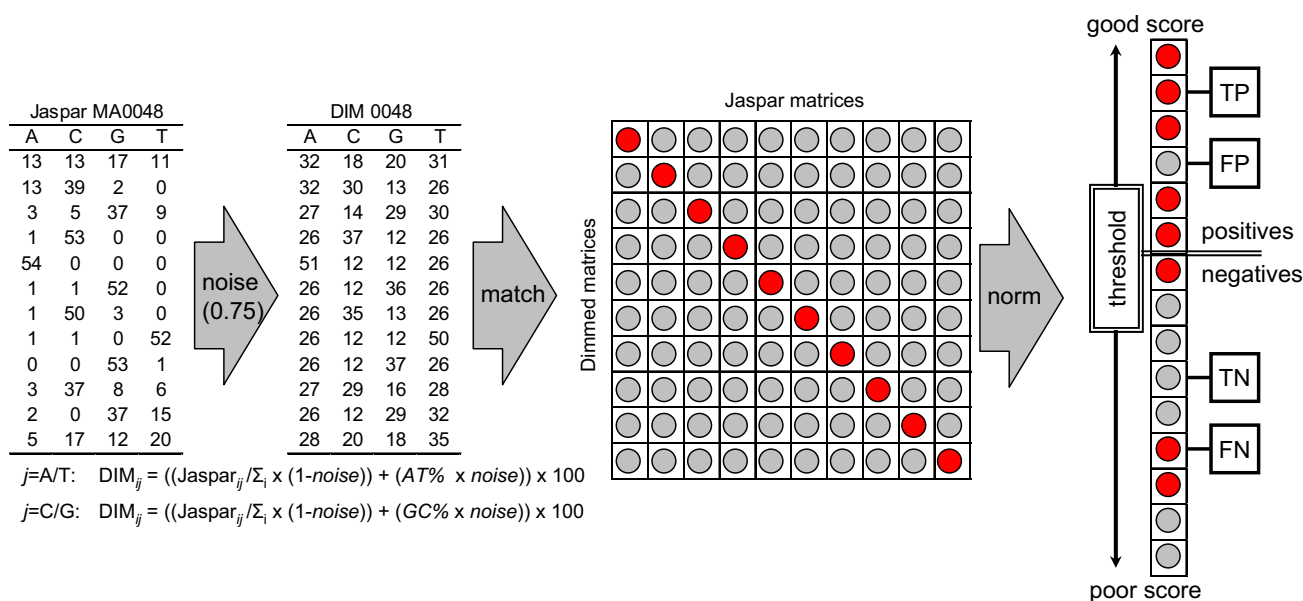 Jaspar MA0048
A C G T
13 13 17 11
13 39 2 0
3 5 37 9
1 53 0 0
54 0 0 0
1 1 52 0
1 50 3 0
1 1 0 52
0 0 53 1
3 37 8 6
2 0 37 15
5 17 12 20
noise
(0.75)
DIM 0048
A C G T
32 18 20 31
32 30 13 26
27 14 29 30
26 37 12 26
51 12 12 26
26 12 36 26
26 35 13 26
26 12 12 50
26 12 37 26
27 29 16 28
26 12 29 32
28 20 18 35
j=A/T: DIMij = ((Jasparij/Σi x (1-noise)) + (AT% x noise)) x 100
j=C/G: DIMij = ((Jasparij/Σi x (1-noise)) + (GC% x noise)) x 100
match
Jaspar matrices
Dimmed matrices
norm
good score
TP
FP
threshold
positives
negatives
TN
FN
poor score